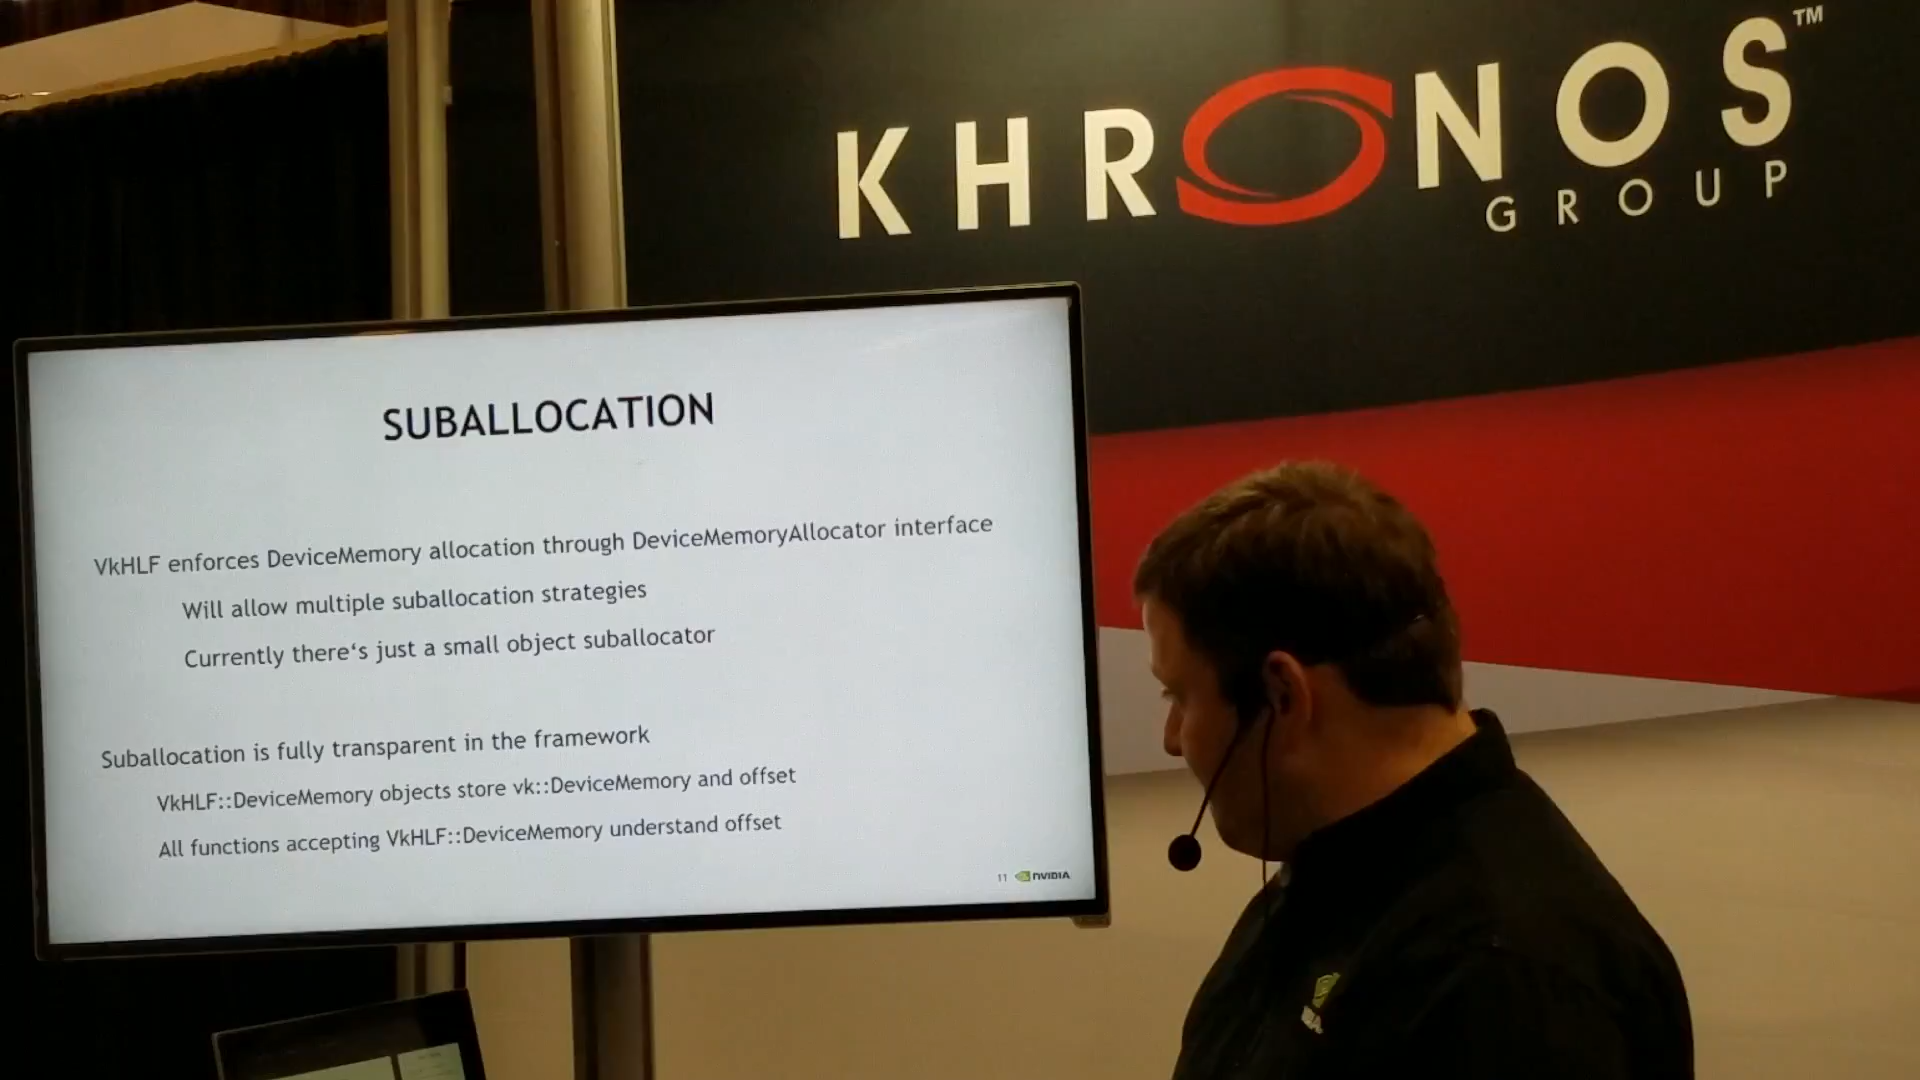 KHRONOS™
GROUP
SUBALLOCATION
VkHLF enforces DeviceMemory allocation through DeviceMemoryAllocator interface
Will allow multiple suballocation strategies
Currently there‘s just a small object suballocator
Suballocation is fully transparent in the framework
VkHLF::DeviceMemory objects store vk::DeviceMemory and offset
All functions accepting VkHLF::DeviceMemory understand offset
11 NVIDIA